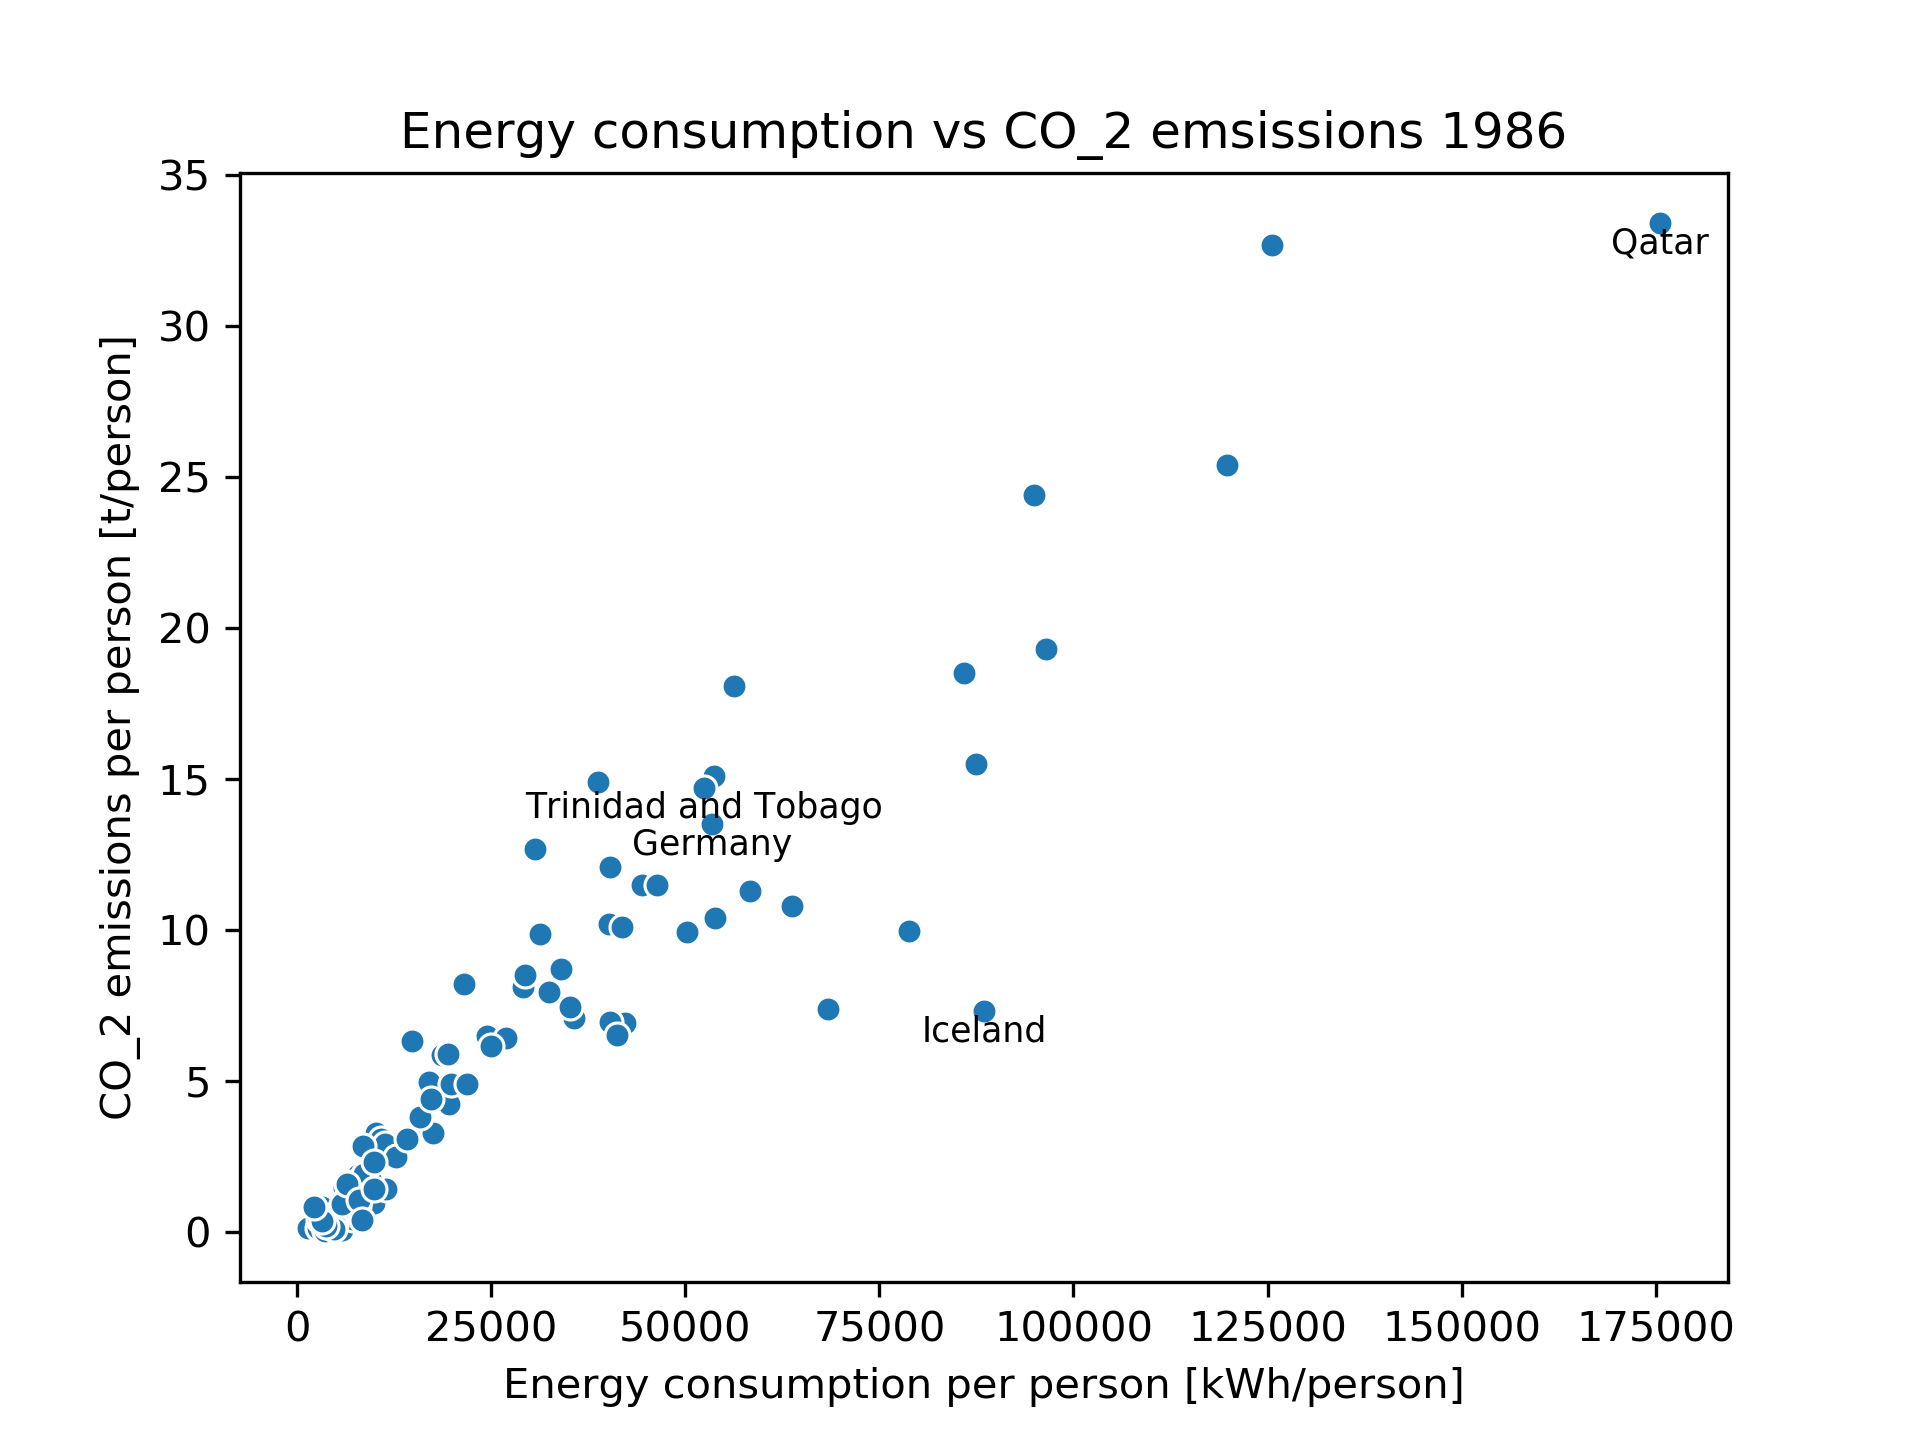 Energy consumption vs CO_2 emsissions 1986
35
30
25
20
15
10
5
0
CO_2 emissions per person [t/person]
Qatar
Trinidad and Tobago
Germany
Iceland
0 25000 50000 75000 100000 125000 150000 175000
Energy consumption per person [kWh/person]